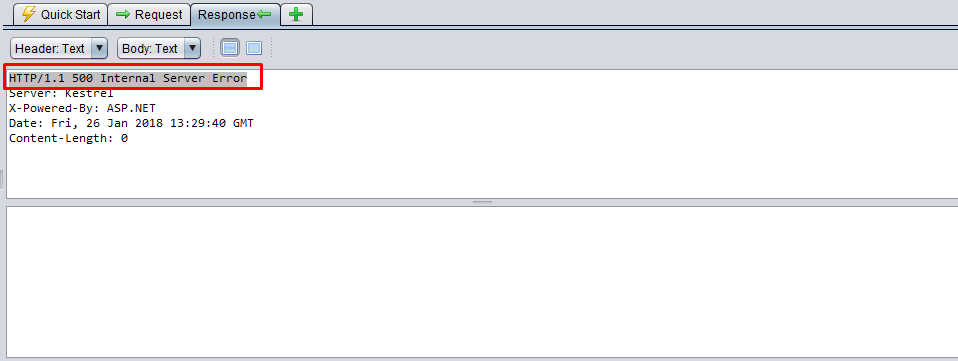 Quick Start Request Response
Header: Text Body: Text
HTTP/1.1 500 Internal Server Error
Server: Kestrel
X-Powered-By: ASP.NET
Date: Fri, 26 Jan 2018 13:29:40 GMT
Content-Length: 0